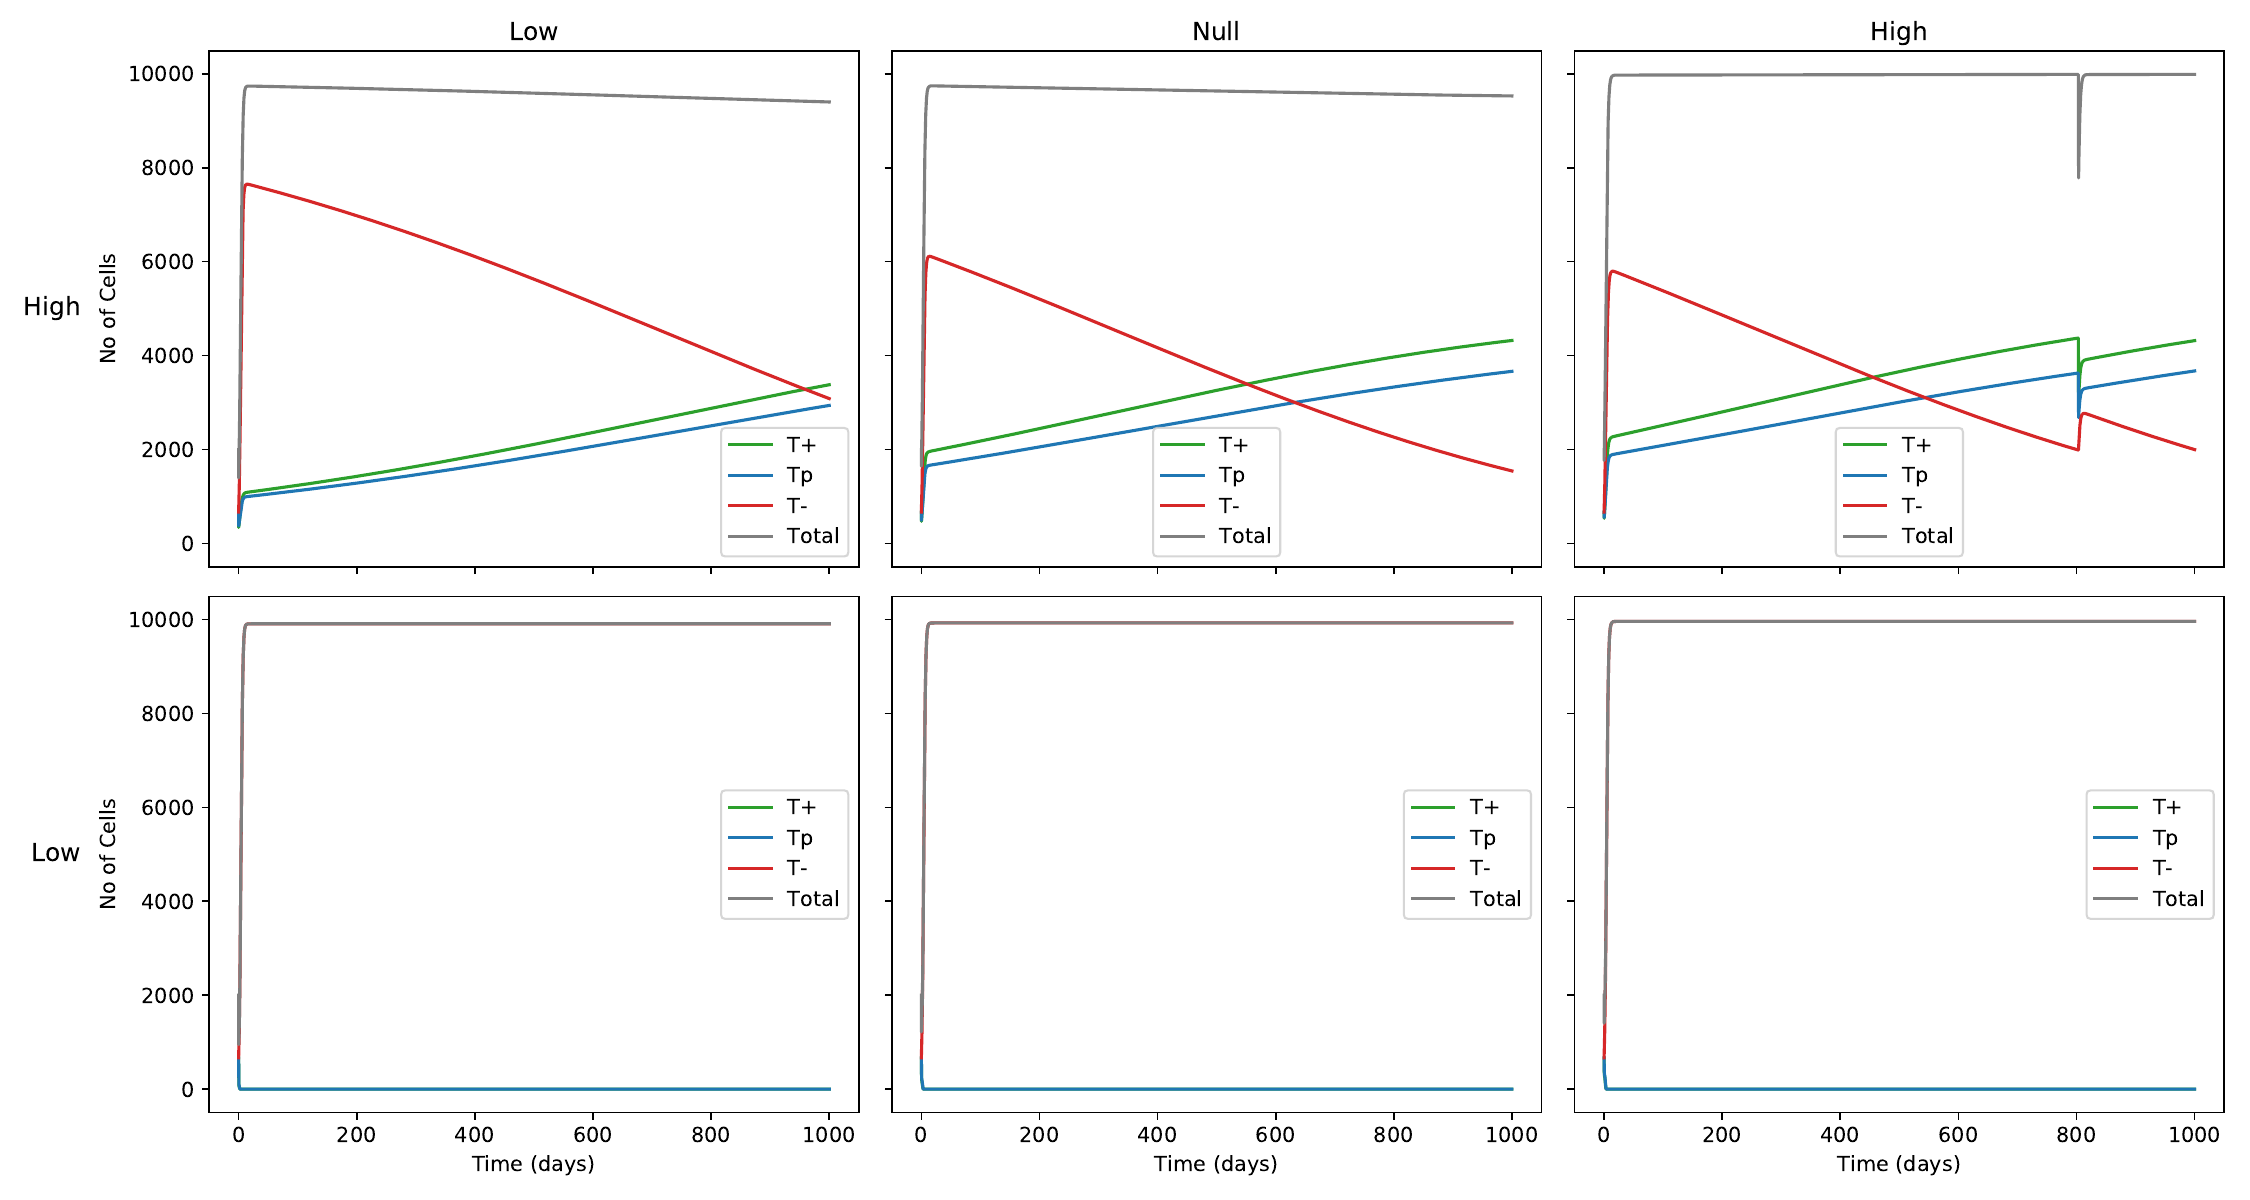 Low
Null
High
High
No of Cells
10000
8000
6000
4000
2000
0
T+
Tp
T-
Total
T+
Tp
T-
Total
T+
Tp
T-
Total
Low
No of Cells
10000
8000
6000
4000
2000
0
T+
Tp
T-
Total
T+
Tp
T-
Total
T+
Tp
T-
Total
0 200 400 600 800 1000
0 200 400 600 800 1000
0 200 400 600 800 1000
Time (days)
Time (days)
Time (days)